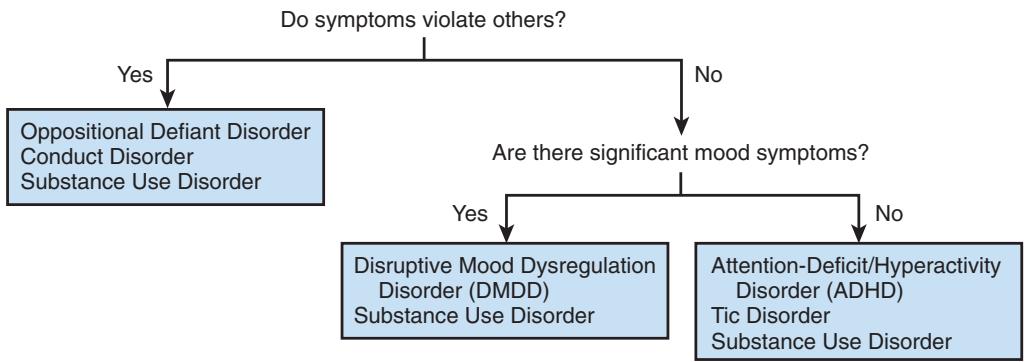 Do symptoms violate others?
Yes
No
Oppositional Defiant Disorder
Conduct Disorder
Substance Use Disorder
Are there significant mood symptoms?
Yes
No
Disruptive Mood Dysregulation
Disorder (DMDD)
Substance Use Disorder
Attention-Deficit/Hyperactivity
Disorder (ADHD)
Tic Disorder
Substance Use Disorder